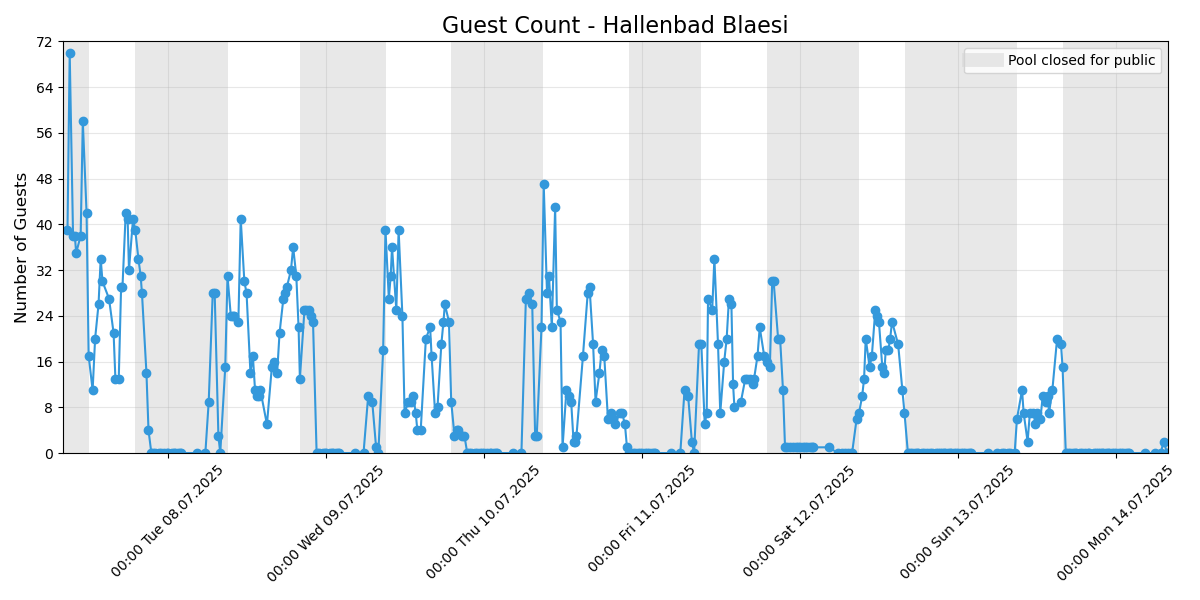 Guest Count - Hallenbad Blaesi
Pool closed for public
Number of Guests
72
64
56
48
40
32
24
16
8
0
00:00 Tue 08.07.2025
00:00 Wed 09.07.2025
00:00 Thu 10.07.2025
00:00 Fri 11.07.2025
00:00 Sat 12.07.2025
00:00 Sun 13.07.2025
00:00 Mon 14.07.2025